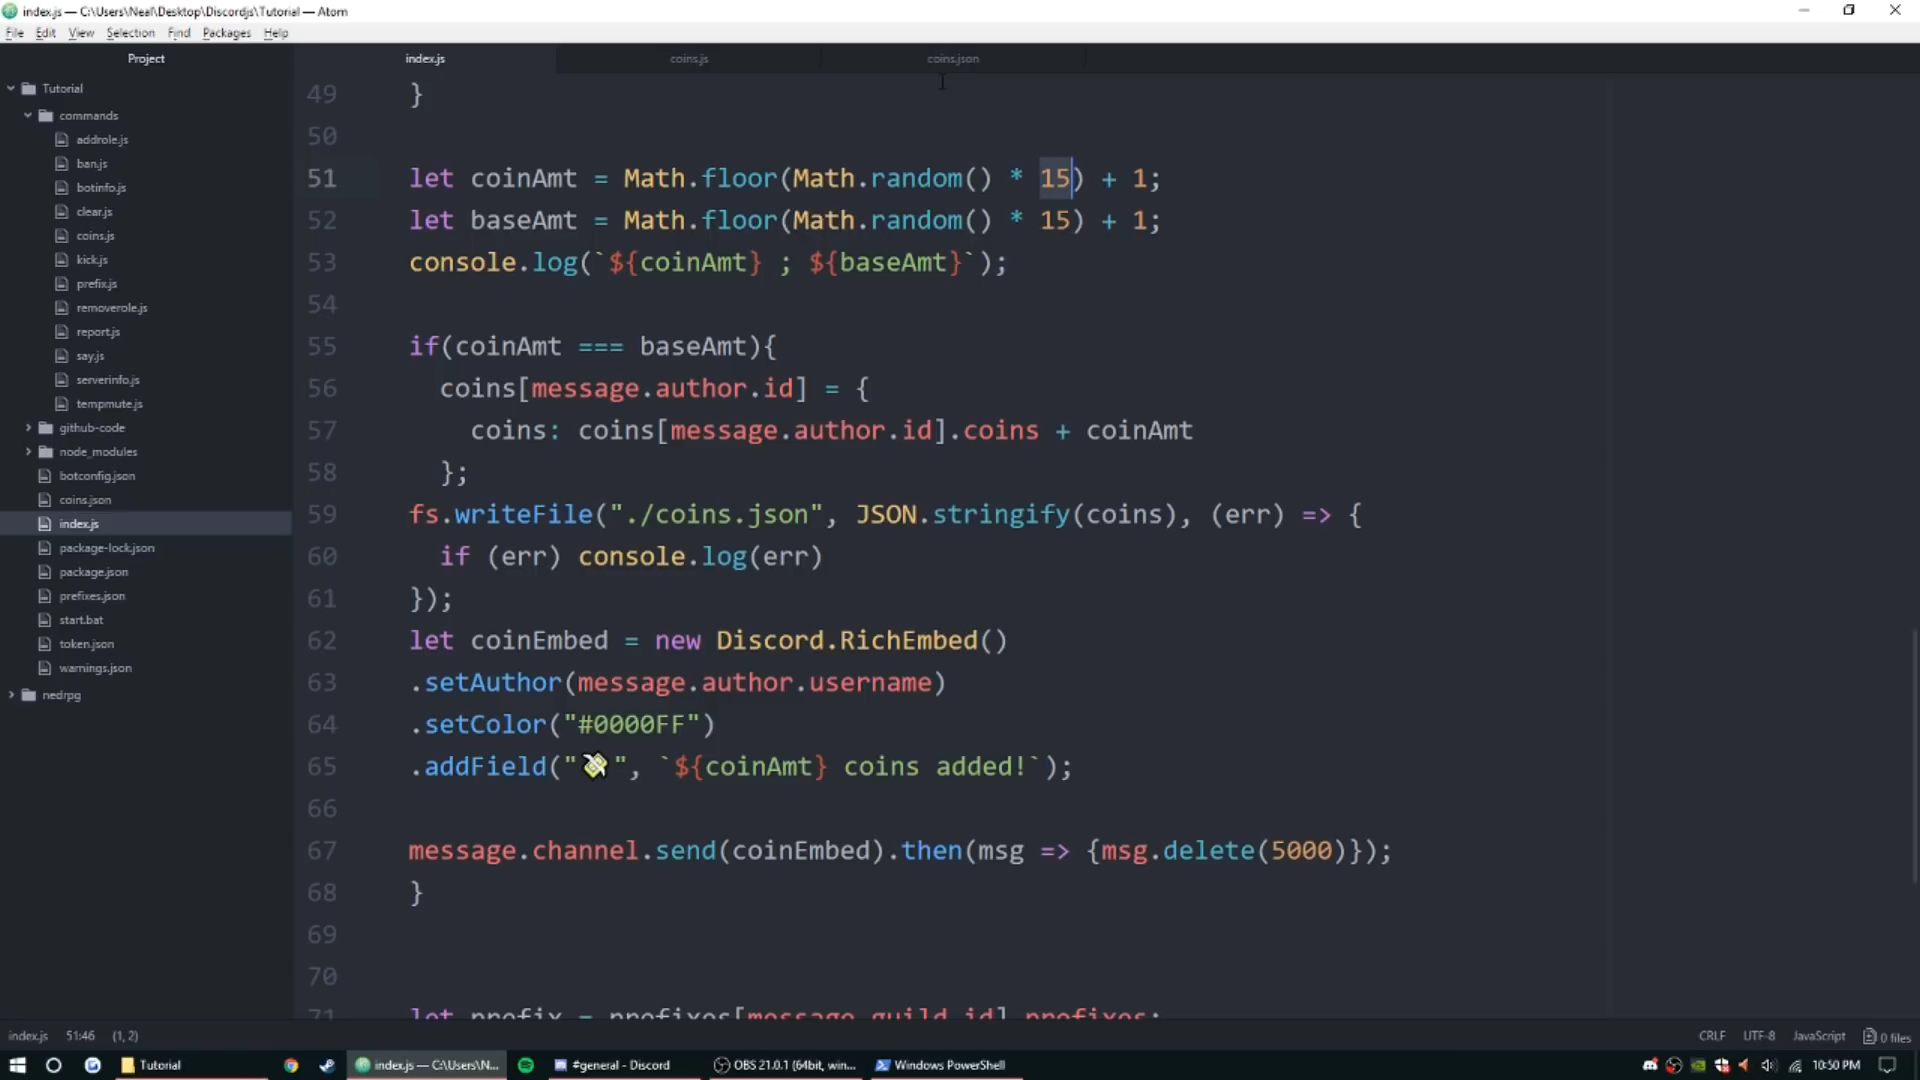 index.js — C:\Users\Neal\Desktop\Discordjs\Tutorial — Atom
File Edit View Selection Find Packages Help
Project
Tutorial
commands
addrole.js
ban.js
botinfo.js
clear.js
coins.js
kick.js
prefix.js
removerole.js
report.js
say.js
serverinfo.js
tempmute.js
github-code
node_modules
botconfig.json
coins.json
index.js
package-lock.json
package.json
prefixes.json
start.bat
token.json
warnings.json
nedrpg
index.js coins.js coins.json
49 }
50
51 let coinAmt = Math.floor(Math.random() * 15) + 1;
52 let baseAmt = Math.floor(Math.random() * 15) + 1;
53 console.log(`${coinAmt} ; ${baseAmt}`);
54
55 if(coinAmt === baseAmt){
56 coins[message.author.id] = {
57 coins: coins[message.author.id].coins + coinAmt
58 };
59 fs.writeFile("./coins.json", JSON.stringify(coins), (err) => {
60 if (err) console.log(err)
61 });
62 let coinEmbed = new Discord.RichEmbed()
63 .setAuthor(message.author.username)
64 .setColor("#0000FF")
65 .addField("💸", `${coinAmt} coins added!`);
66
67 message.channel.send(coinEmbed).then(msg => {msg.delete(5000)});
68 }
69
70
71 let prefix = prefixes[message.guild.id].prefixes;
index.js 51:46 (1, 2) CRLF UTF-8 JavaScript 0 files
Tutorial index.js — C:\Users\N... #general - Discord OBS 21.0.1 (64bit, win... Windows PowerShell 10:50 PM